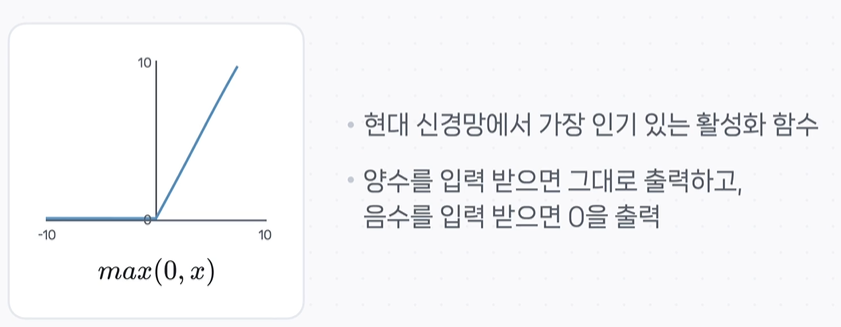 10
0
-10
10
max(0, x)
• 현대 신경망에서 가장 인기 있는 활성화 함수
• 양수를 입력 받으면 그대로 출력하고,
음수를 입력 받으면 0을 출력